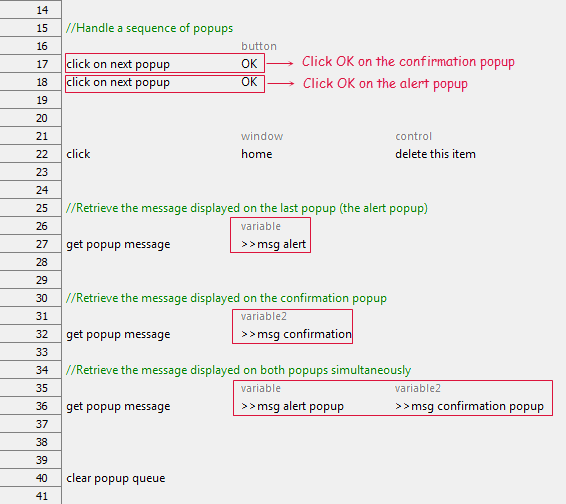 14
15 //Handle a sequence of popups
16 button
17 click on next popup OK Click OK on the confirmation popup
18 click on next popup OK Click OK on the alert popup
19
20
21 window control
22 click home delete this item
23
24
25 //Retrieve the message displayed on the last popup (the alert popup)
26 variable
27 get popup message >>msg alert
28
29
30 //Retrieve the message displayed on the confirmation popup
31 variable2
32 get popup message >>msg confirmation
33
34 //Retrieve the message displayed on both popups simultaneously
35 variable variable2
36 get popup message >>msg alert popup >>msg confirmation popup
37
38
39
40 clear popup queue
41